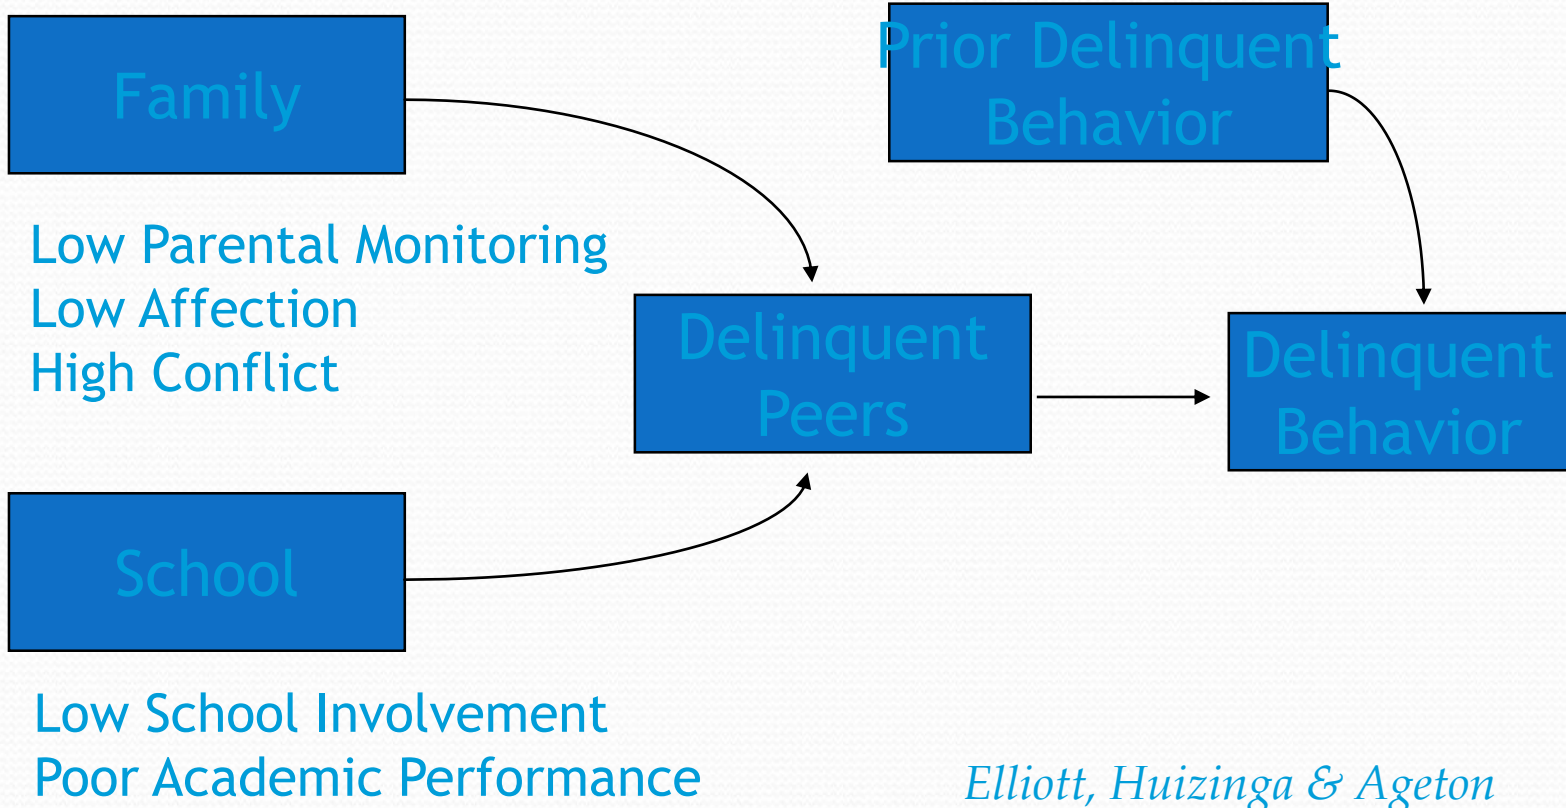 Family
Prior Delinquent
Behavior
Low Parental Monitoring
Low Affection
High Conflict
Delinquent
Peers
Delinquent
Behavior
School
Low School Involvement
Poor Academic Performance
Elliott, Huizinga & Ageton